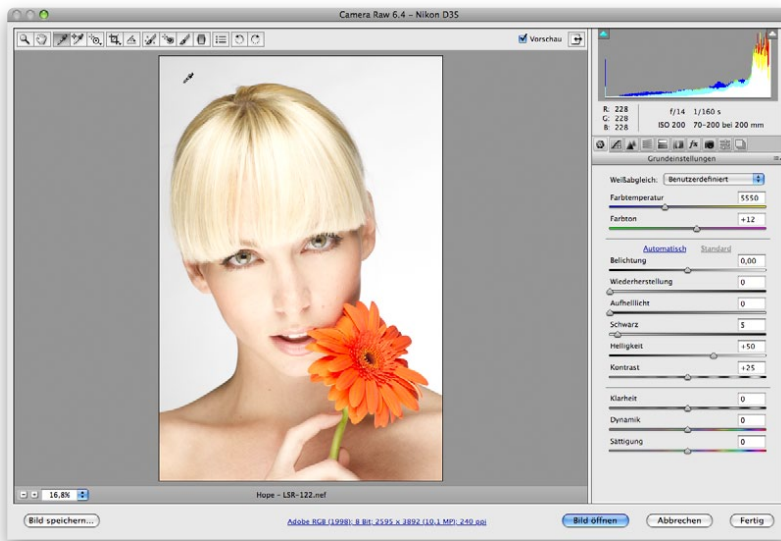 Camera Raw 6.4 – Nikon D3S
Vorschau
R: 228
G: 228
B: 228
f/14 1/160 s
ISO 200 70-200 bei 200 mm
fx
Grundeinstellungen
Weißabgleich: Benutzerdefiniert
Farbtemperatur 5550
Farbton +12
Automatisch Standard
Belichtung 0,00
Wiederherstellung 0
Aufhelllicht 0
Schwarz 5
Helligkeit +50
Kontrast +25
Klarheit 0
Dynamik 0
Sättigung 0
16,8% Hope – LSR-122.nef
Bild speichern... Adobe RGB (1998); 8 Bit; 2595 x 3892 (10,1 MP); 240 ppi Bild öffnen Abbrechen Fertig